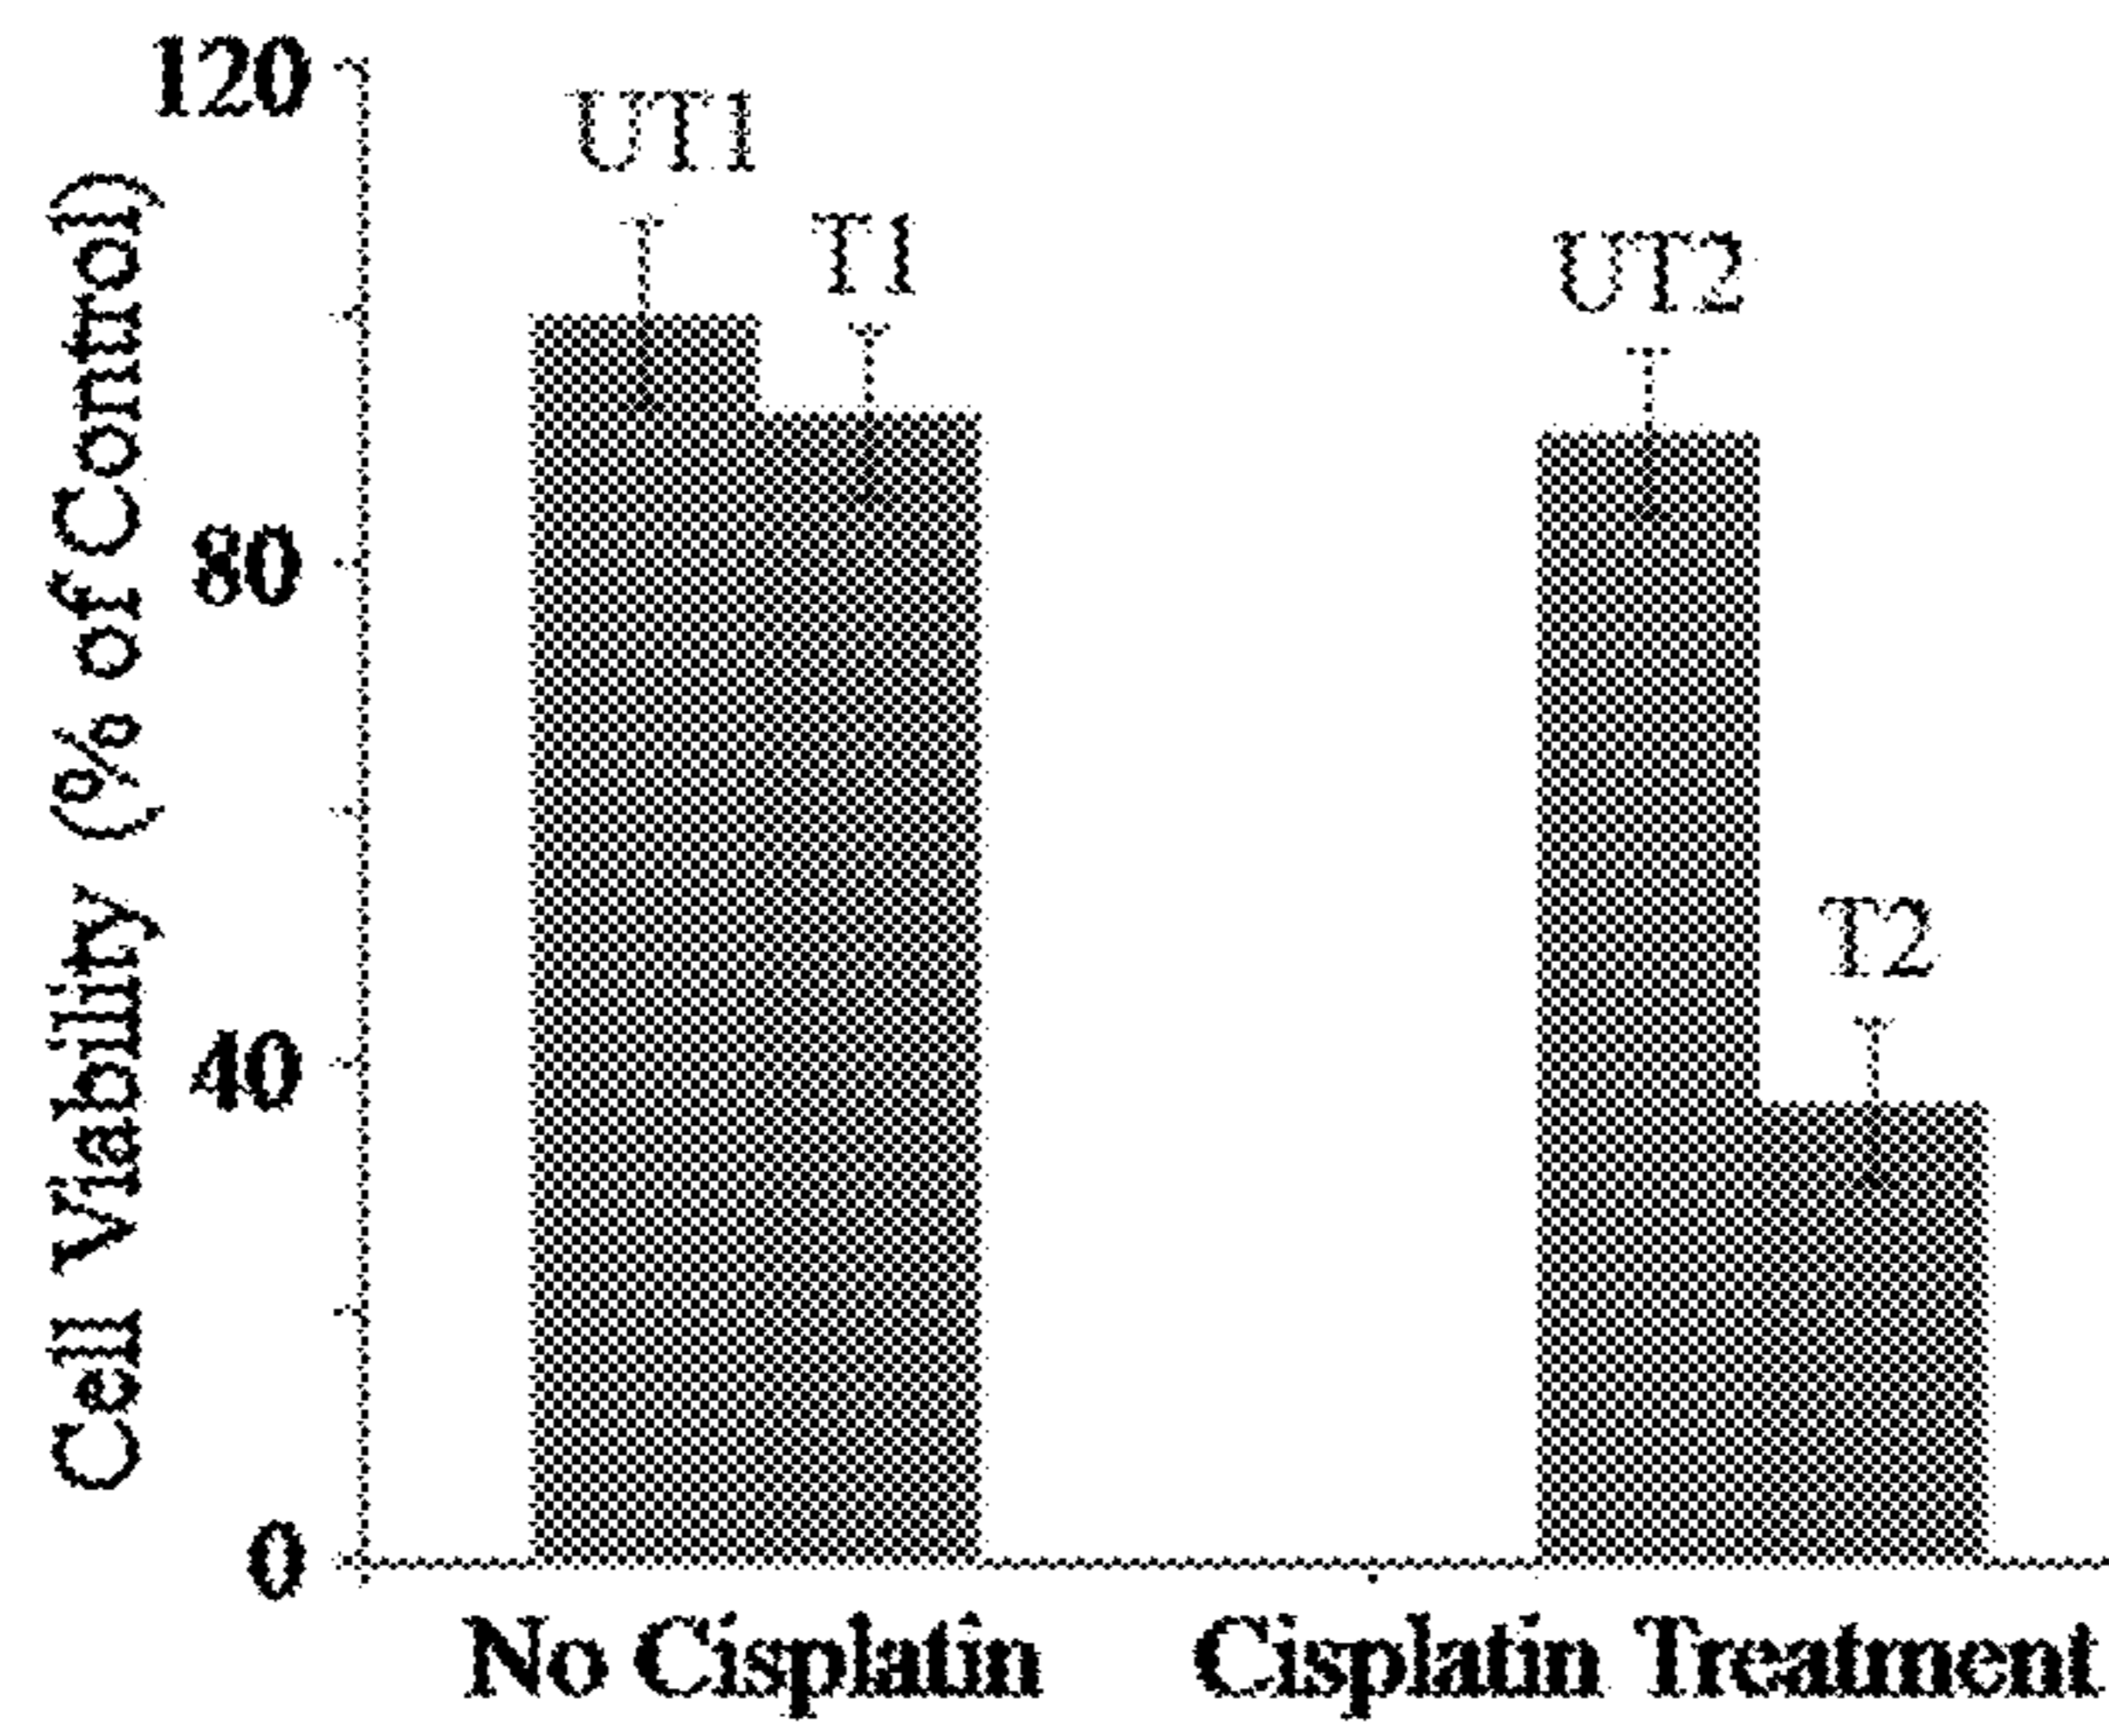 Cell Viability (% of Control)
120
80
40
0
UT1
T1
UT2
T2
No Cisplatin
Cisplatin Treatment